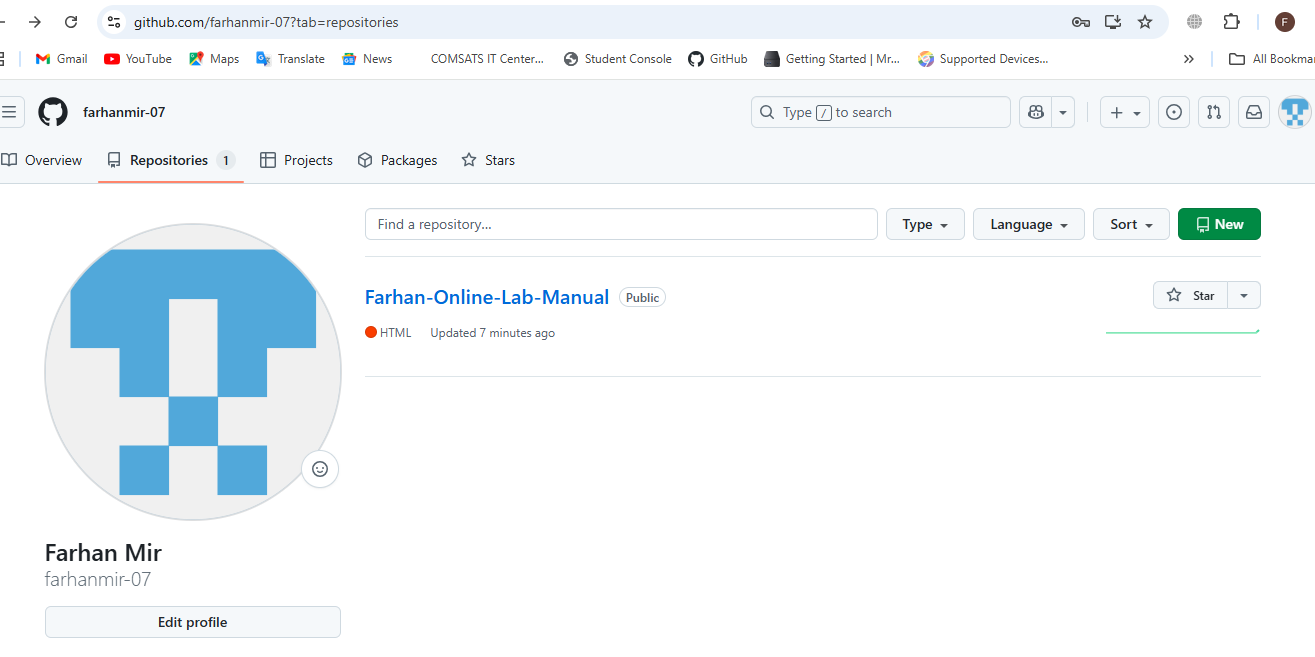 github.com/farhanmir-07?tab=repositories
F
Gmail YouTube Maps Translate News COMSATS IT Center... Student Console GitHub Getting Started | Mr... Supported Devices... » All Bookma
farhanmir-07 Type / to search
Overview Repositories 1 Projects Packages Stars
Find a repository... Type Language Sort New
Farhan-Online-Lab-Manual Public Star
HTML Updated 7 minutes ago
Farhan Mir
farhanmir-07
Edit profile